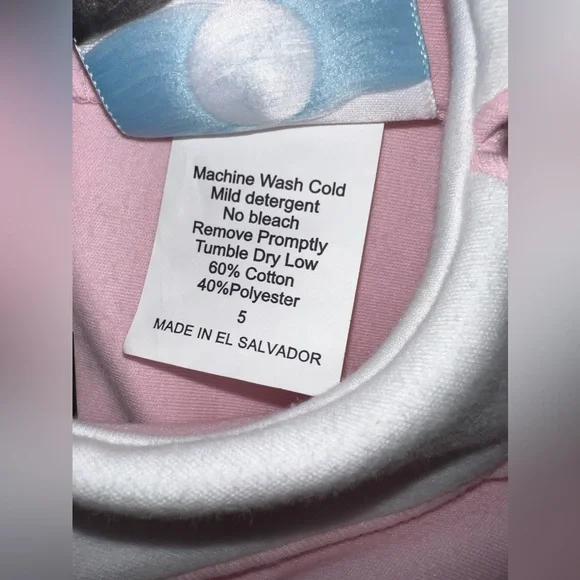 Machine Wash Cold
Mild detergent
No bleach
Remove Promptly
Tumble Dry Low
60% Cotton
40%Polyester
5
MADE IN EL SALVADOR